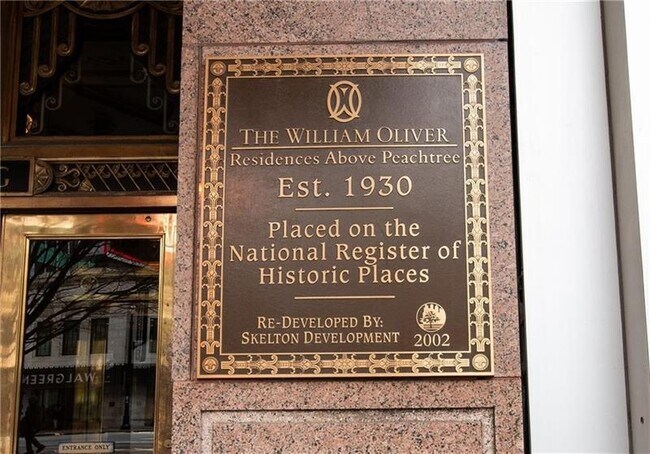 THE WILLIAM OLIVER
Residences Above Peachtree
Est. 1930
Placed on the
National Register of
Historic Places
RE-DEVELOPED BY:
SKELTON DEVELOPMENT
2002
G
WALGREEN
ENTRANCE ONLY